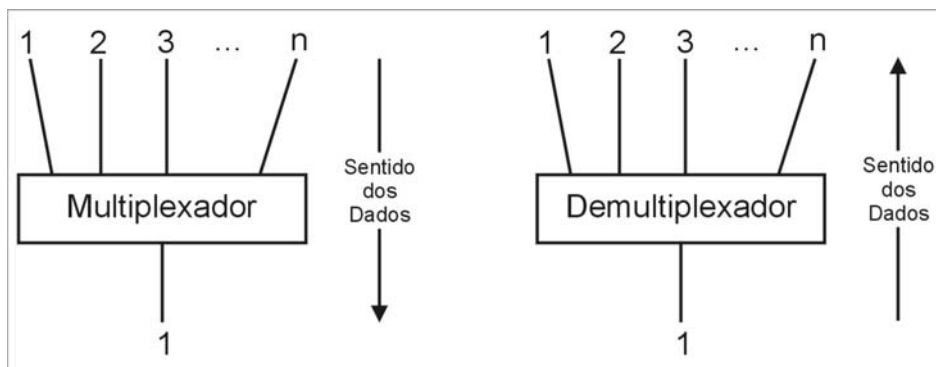 1 2 3 ... n
Multiplexador
1
Sentido
dos
Dados
1 2 3 ... n
Demultiplexador
1
Sentido
dos
Dados